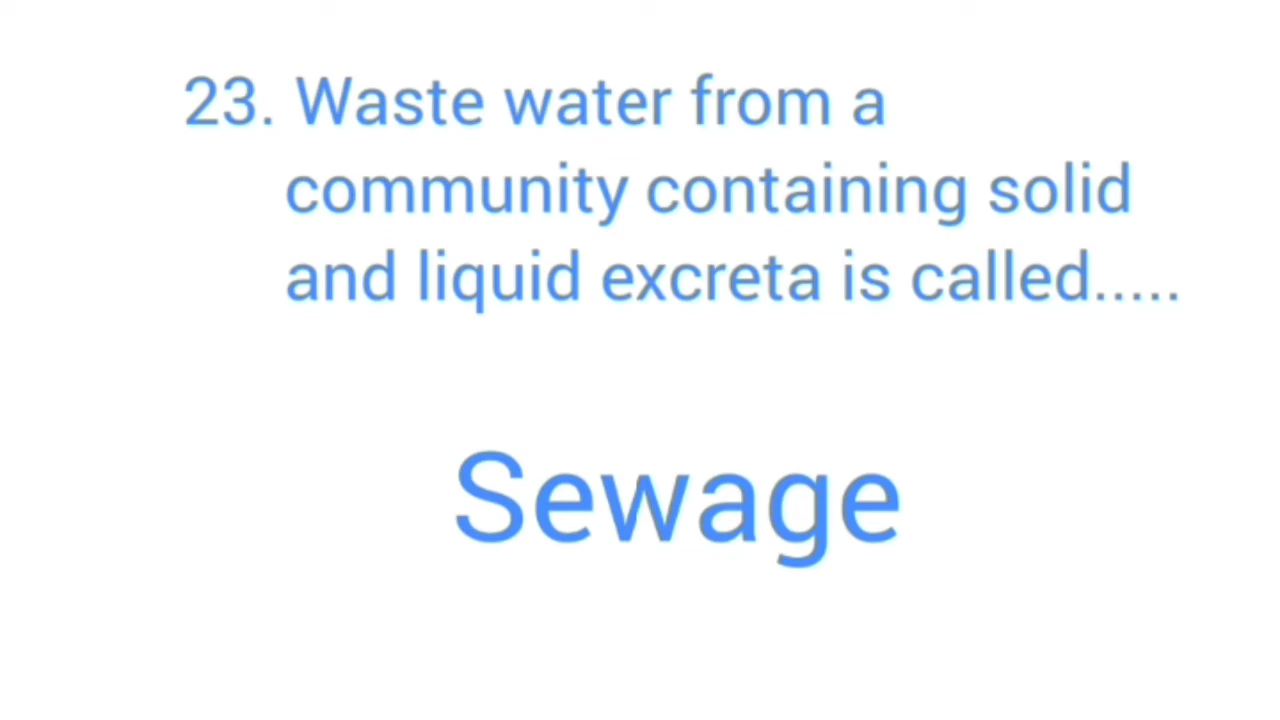 23. Waste water from a
community containing solid
and liquid excreta is called.....
Sewage